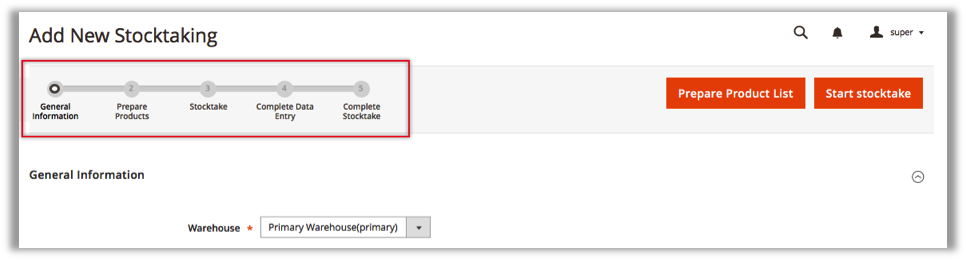 Add New Stocktaking
super
2 3 4 5
General Information
Prepare Products
Stocktake
Complete Data Entry
Complete Stocktake
Prepare Product List
Start stocktake
General Information
Warehouse * Primary Warehouse(primary)